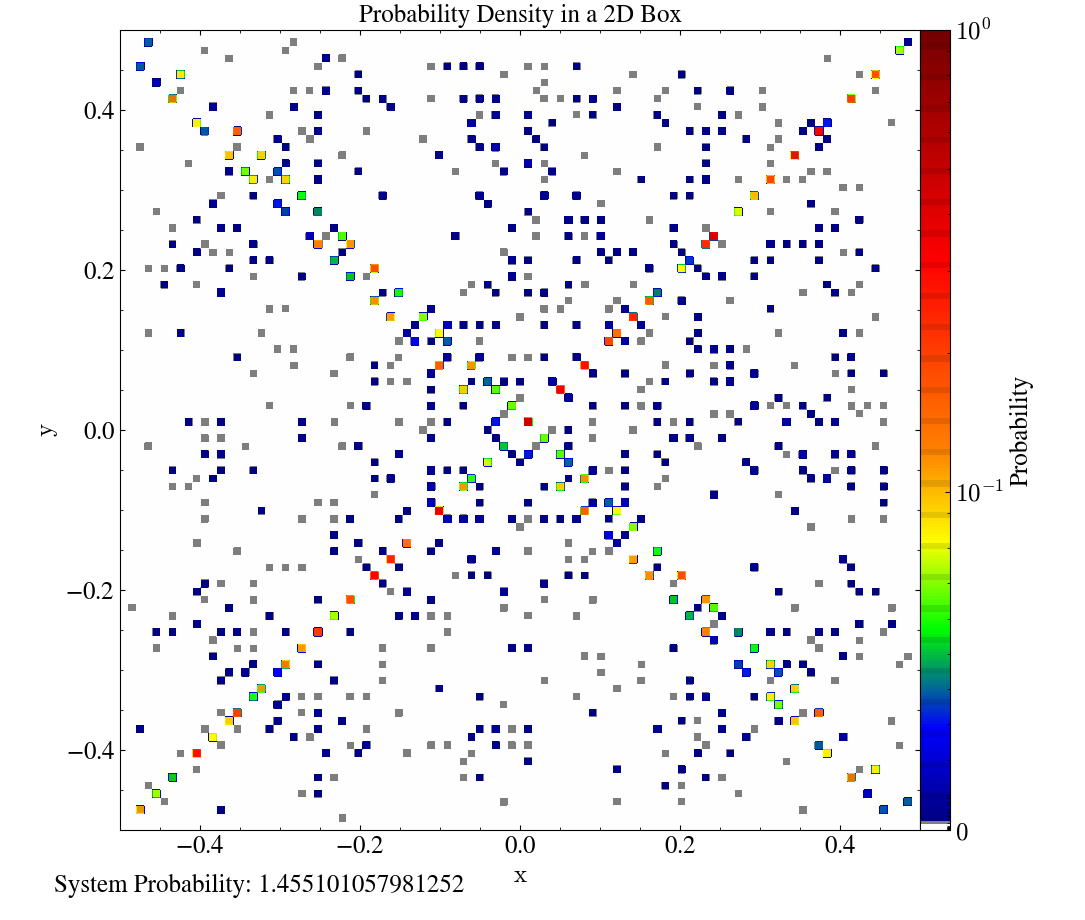 Probability Density in a 2D Box
10^0
0.4
0.2
0.0
−0.2
−0.4
y
10^−1
0
Probability
−0.4 −0.2 0.0 0.2 0.4
x
System Probability: 1.455101057981252